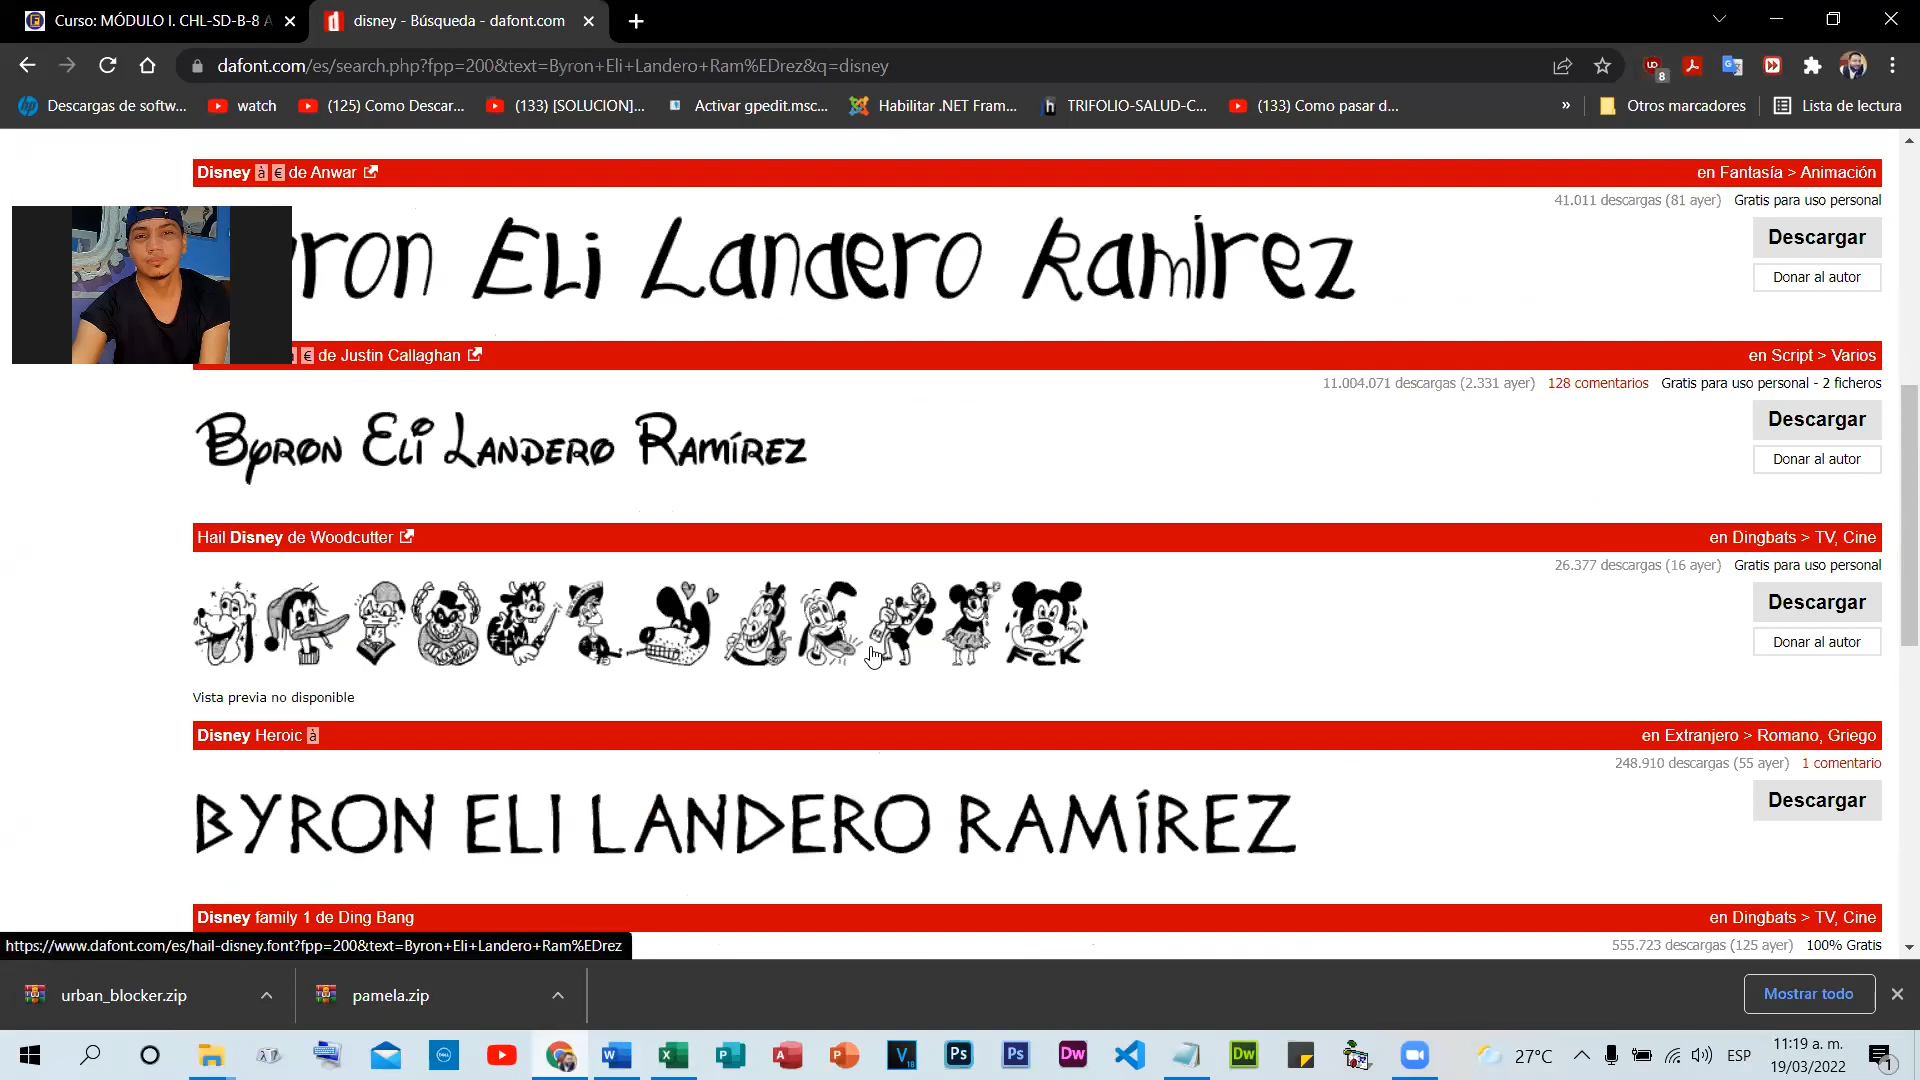 Curso: MÓDULO I. CHL-SD-B-8 A
disney - Búsqueda - dafont.com
dafont.com/es/search.php?fpp=200&text=Byron+Eli+Landero+Ram%EDrez&q=disney
8
Descargas de softw...
watch
(125) Como Descar...
(133) [SOLUCION]...
Activar gpedit.msc...
Habilitar .NET Fram...
TRIFOLIO-SALUD-C...
(133) Como pasar d...
»
Otros marcadores
Lista de lectura
Disney à € de Anwar
en Fantasía > Animación
41.011 descargas (81 ayer) Gratis para uso personal
yron Eli Landero Ramírez
Descargar
Donar al autor
€ de Justin Callaghan
en Script > Varios
11.004.071 descargas (2.331 ayer) 128 comentarios Gratis para uso personal - 2 ficheros
Byron Eli Landero Ramírez
Descargar
Donar al autor
Hail Disney de Woodcutter
en Dingbats > TV, Cine
26.377 descargas (16 ayer) Gratis para uso personal
FCK
Descargar
Donar al autor
Vista previa no disponible
Disney Heroic à
en Extranjero > Romano, Griego
248.910 descargas (55 ayer) 1 comentario
BYRON ELI LANDERO RAMÍREZ
Descargar
Disney family 1 de Ding Bang
en Dingbats > TV, Cine
555.723 descargas (125 ayer) 100% Gratis
https://www.dafont.com/es/hail-disney.font?fpp=200&text=Byron+Eli+Landero+Ram%EDrez
urban_blocker.zip
pamela.zip
Mostrar todo
27°C
ESP
11:19 a. m.
19/03/2022
1